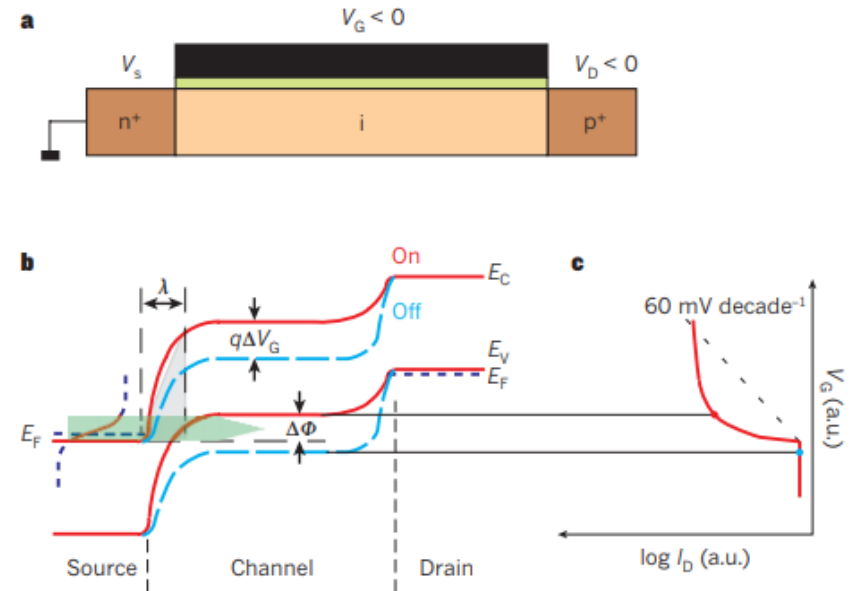 a
V_G < 0
V_s
V_D < 0
n⁺
i
p⁺
b
λ
On
E_C
Off
qΔV_G
E_V
E_F
E_F
ΔΦ
Source
Channel
Drain
c
60 mV decade⁻¹
V_G (a.u.)
log I_D (a.u.)